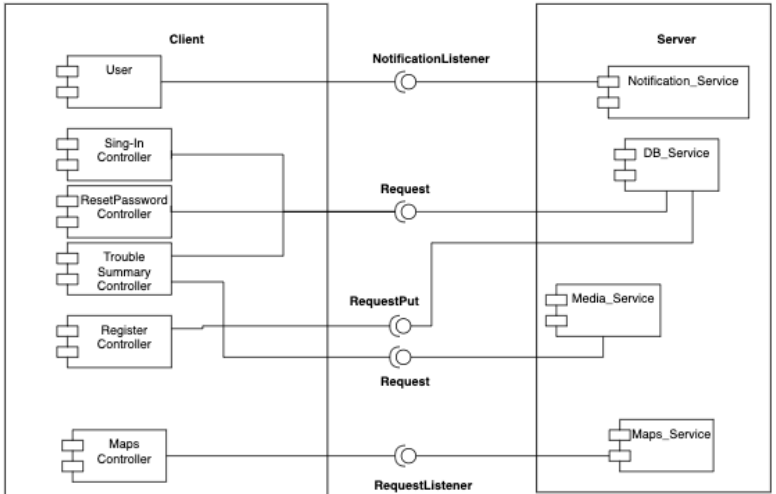 Client
Server
NotificationListener
User
Notification_Service
Sing-In
Controller
DB_Service
ResetPassword
Controller
Request
Trouble
Summary
Controller
RequestPut
Media_Service
Register
Controller
Request
Maps
Controller
Maps_Service
RequestListener